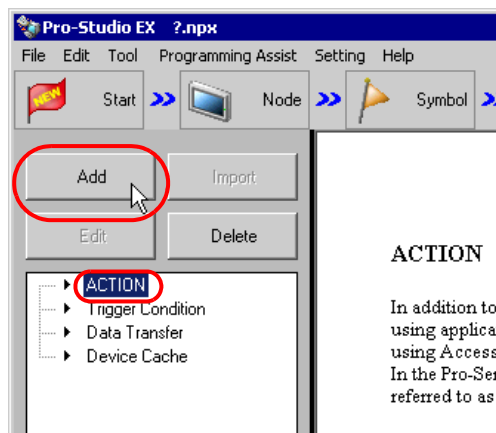 Pro-Studio EX ?.npx
File Edit Tool Programming Assist Setting Help
NEW Start Node Symbol
Add Import
Edit Delete
ACTION
Trigger Condition
Data Transfer
Device Cache
ACTION
In addition to
using applica
using Access
In the Pro-Ser
referred to as